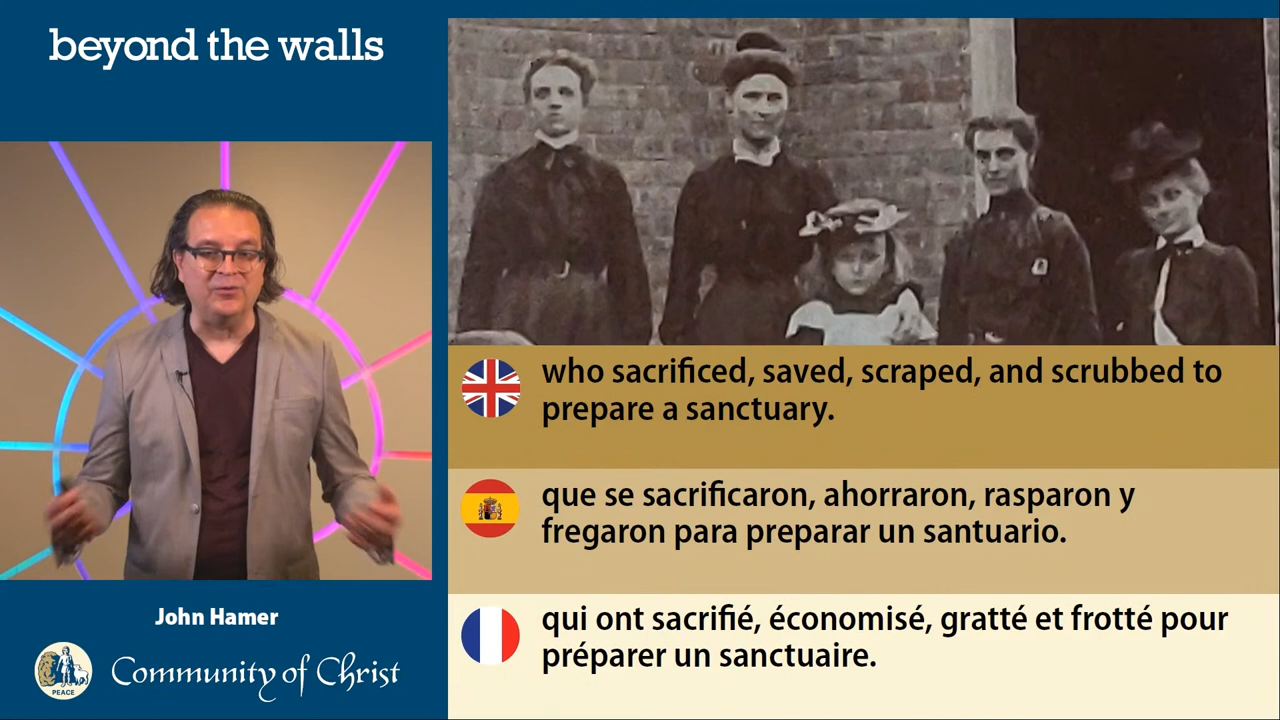 beyond the walls
who sacrificed, saved, scraped, and scrubbed to
prepare a sanctuary.
que se sacrificaron, ahorraron, rasparon y
fregaron para preparar un santuario.
qui ont sacrifié, économisé, gratté et frotté pour
préparer un sanctuaire.
John Hamer
PEACE
Community of Christ